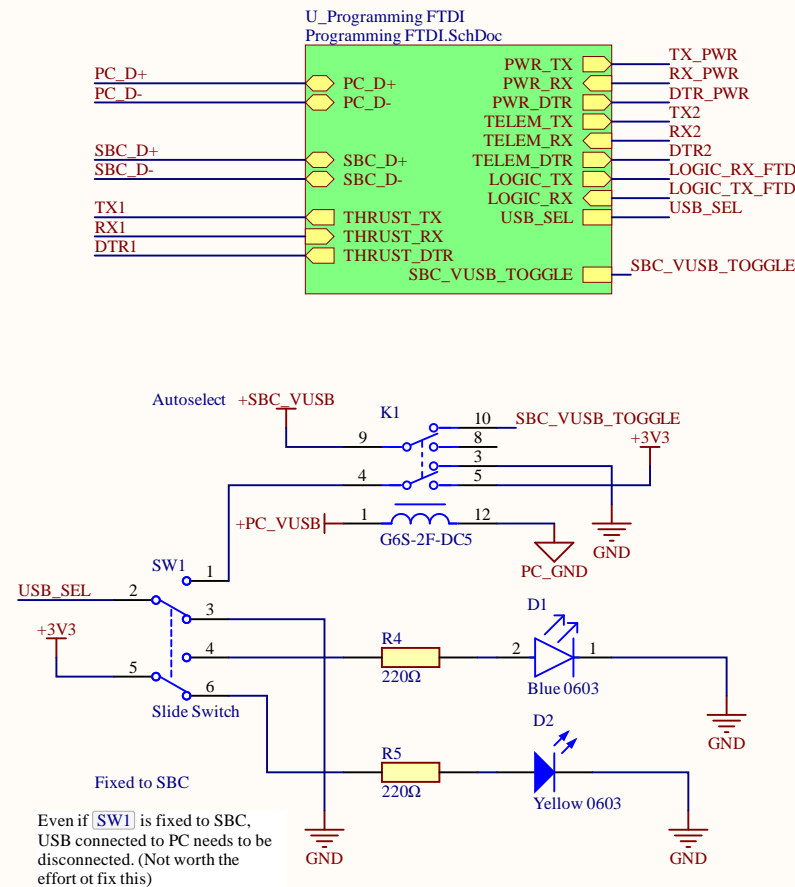 U_Programming FTDI
Programming FTDI.SchDoc
PC_D+
PC_D-
SBC_D+
SBC_D-
TX1
RX1
DTR1
PC_D+
PC_D-
SBC_D+
SBC_D-
THRUST_TX
THRUST_RX
THRUST_DTR
PWR_TX
PWR_RX
PWR_DTR
TELEM_TX
TELEM_RX
TELEM_DTR
LOGIC_TX
LOGIC_RX
USB_SEL
SBC_VUSB_TOGGLE
TX_PWR
RX_PWR
DTR_PWR
TX2
RX2
DTR2
LOGIC_RX_FTD
LOGIC_TX_FTD
USB_SEL
SBC_VUSB_TOGGLE
Autoselect
+SBC_VUSB
K1
9
10
8
SBC_VUSB_TOGGLE
+3V3
4
3
5
+PC_VUSB
1
12
G6S-2F-DC5
GND
PC_GND
SW1
1
USB_SEL
2
3
+3V3
4
5
6
Slide Switch
R4
220Ω
D1
2
1
Blue 0603
GND
R5
220Ω
D2
Yellow 0603
GND
Fixed to SBC
GND
Even if SW1 is fixed to SBC,
USB connected to PC needs to be
disconnected. (Not worth the
effort ot fix this)